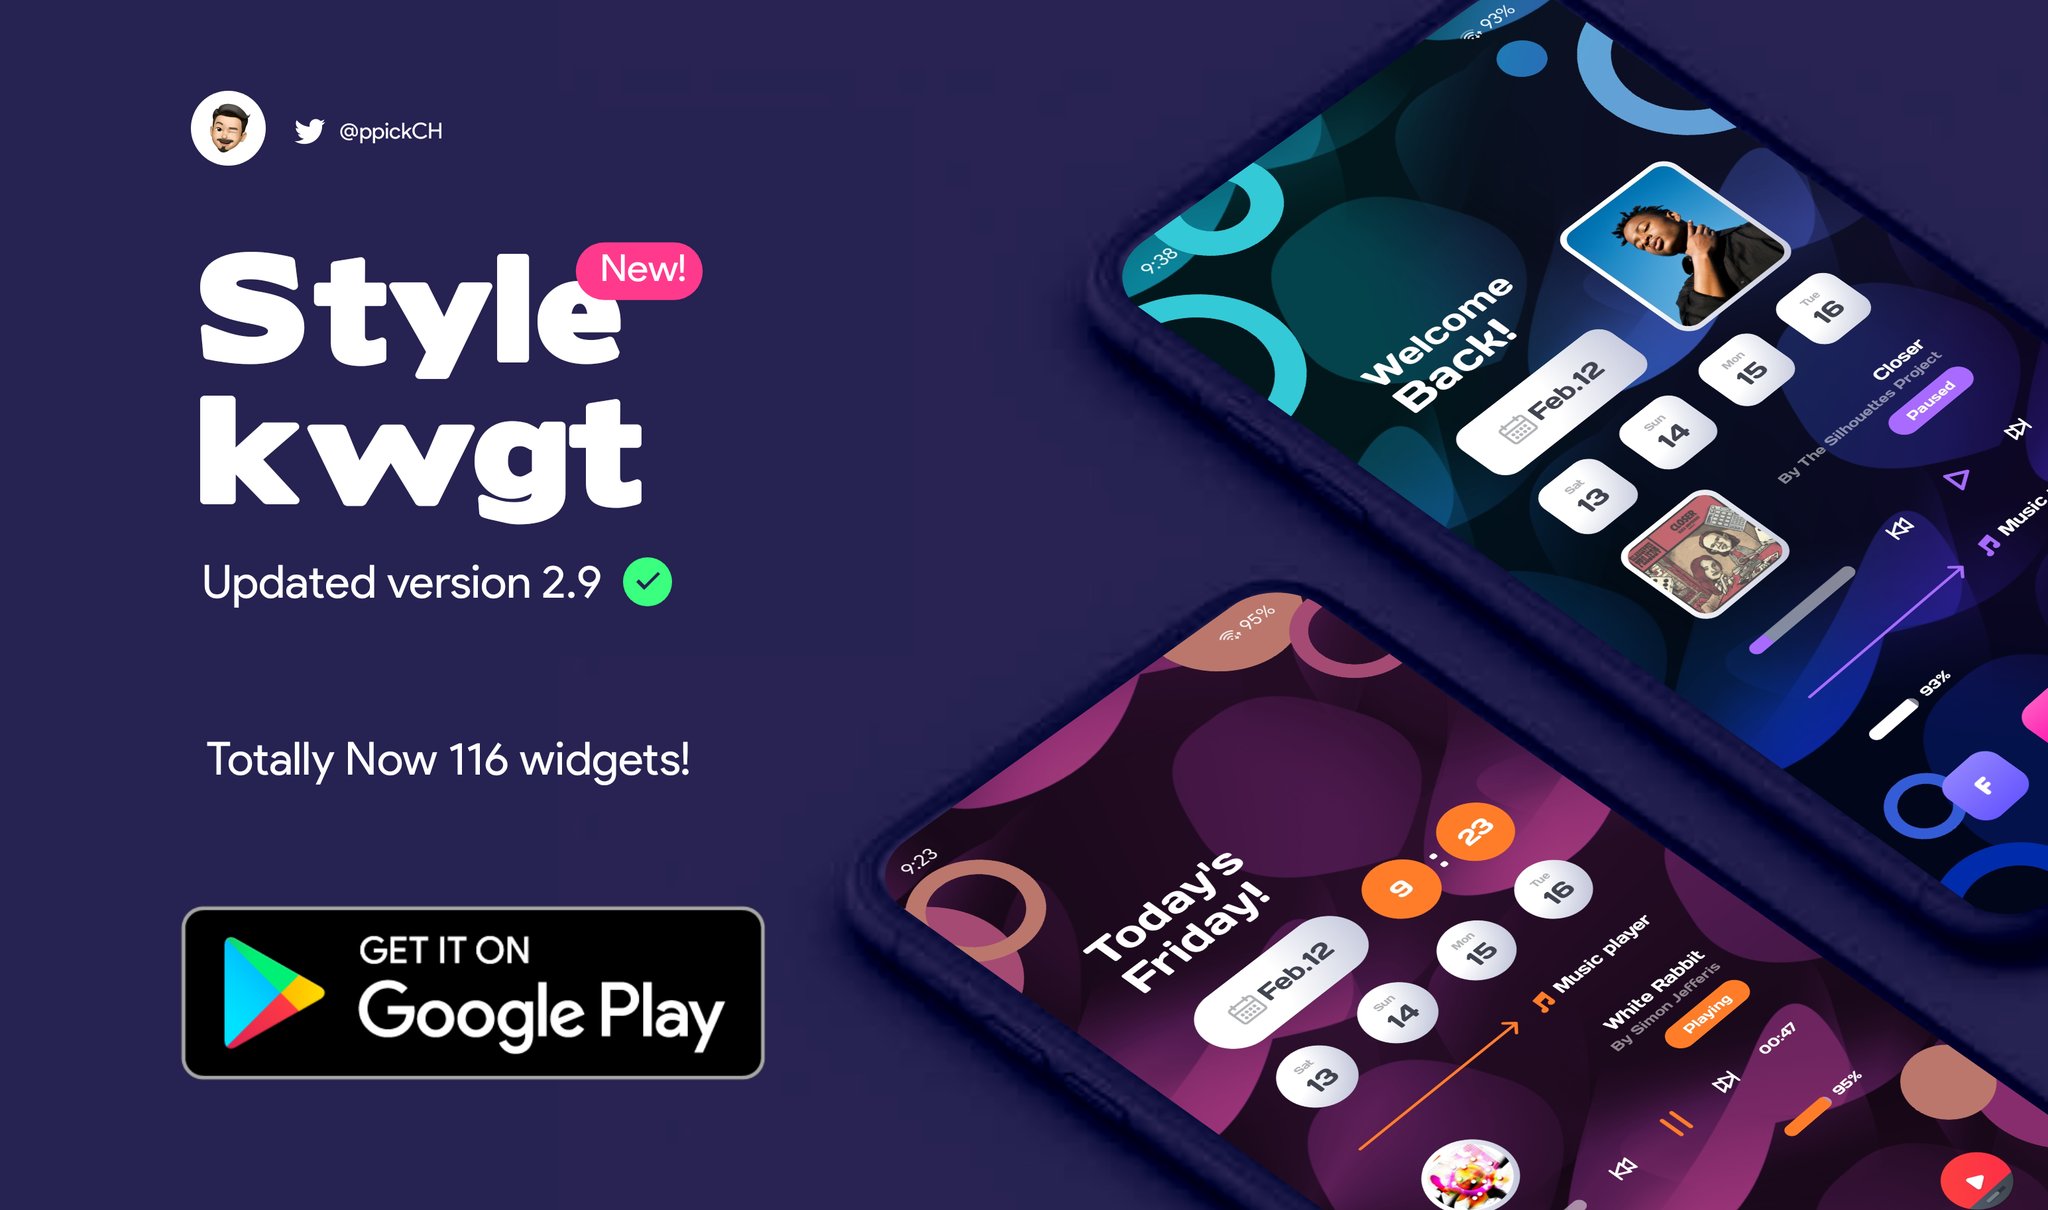 @ppickCH
New!
Style
kwgt
Updated version 2.9
Totally Now 116 widgets!
GET IT ON
Google Play
93%
9:38
Welcome
Back!
Feb.12
Sat
13
Sun
14
Mon
15
Tue
16
CLOSER
Closer
By The Silhouettes Project
Paused
Music
93%
F
95%
9:23
Today's
Friday!
9:23
Feb.12
Sat
13
Sun
14
Mon
15
Tue
16
Music player
White Rabbit
By Simon Jefferis
Playing
00:47
95%